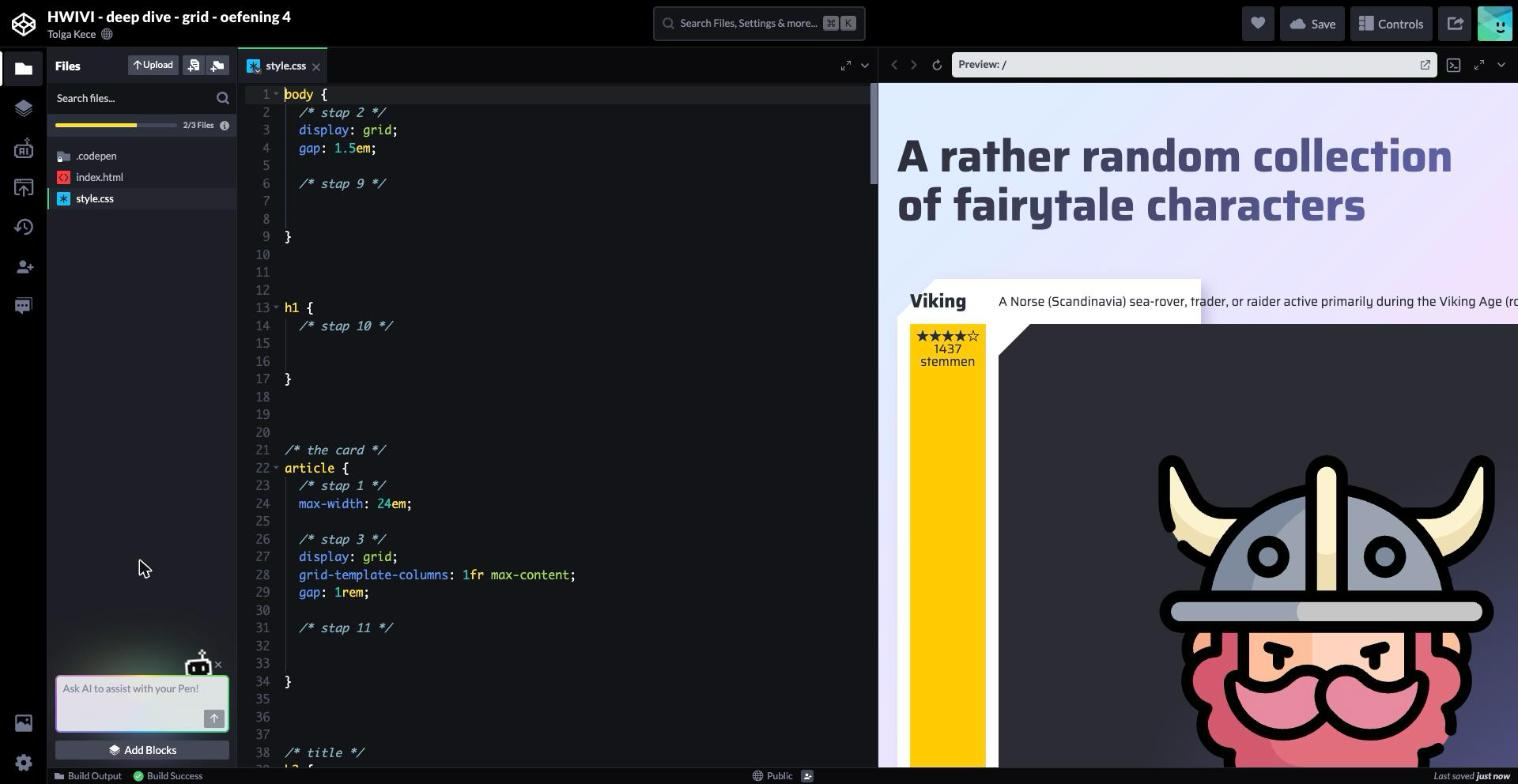 HWIVI - deep dive - grid - oefening 4
Tolga Kece
Search Files, Settings & more... ⌘ K
Save
Controls
Files
Upload
style.css
Preview: /
Search files...
2/3 Files
.codepen
index.html
style.css
1 body {
2 /* stap 2 */
3 display: grid;
4 gap: 1.5em;
5
6 /* stap 9 */
7
8
9 }
10
11
12
13 h1 {
14 /* stap 10 */
15
16
17 }
18
19
20
21 /* the card */
22 article {
23 /* stap 1 */
24 max-width: 24em;
25
26 /* stap 3 */
27 display: grid;
28 grid-template-columns: 1fr max-content;
29 gap: 1rem;
30
31 /* stap 11 */
32
33
34 }
35
36
37
38 /* title */
A rather random collection
of fairytale characters
Viking
A Norse (Scandinavia) sea-rover, trader, or raider active primarily during the Viking Age (ro
★★★★☆
1437
stemmen
AI
Ask AI to assist with your Pen!
Add Blocks
Build Output
Build Success
Public
Last saved just now